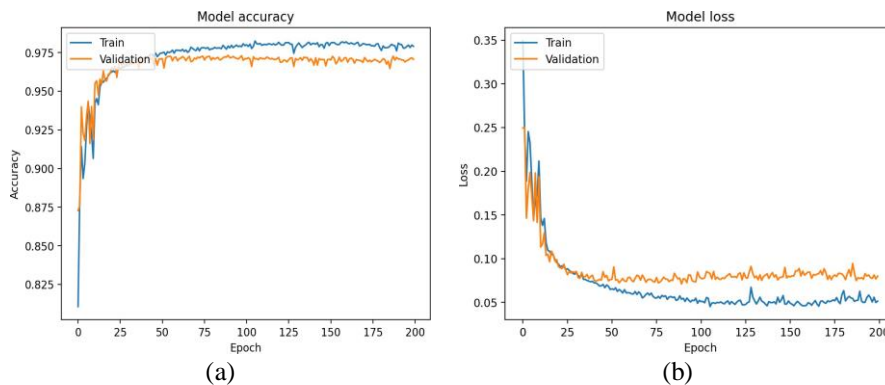 Model accuracy
Train
Validation
0.975
0.950
0.925
0.900
0.875
0.850
0.825
Accuracy
0 25 50 75 100 125 150 175 200
Epoch
(a)
Model loss
Train
Validation
0.35
0.30
0.25
0.20
0.15
0.10
0.05
Loss
0 25 50 75 100 125 150 175 200
Epoch
(b)